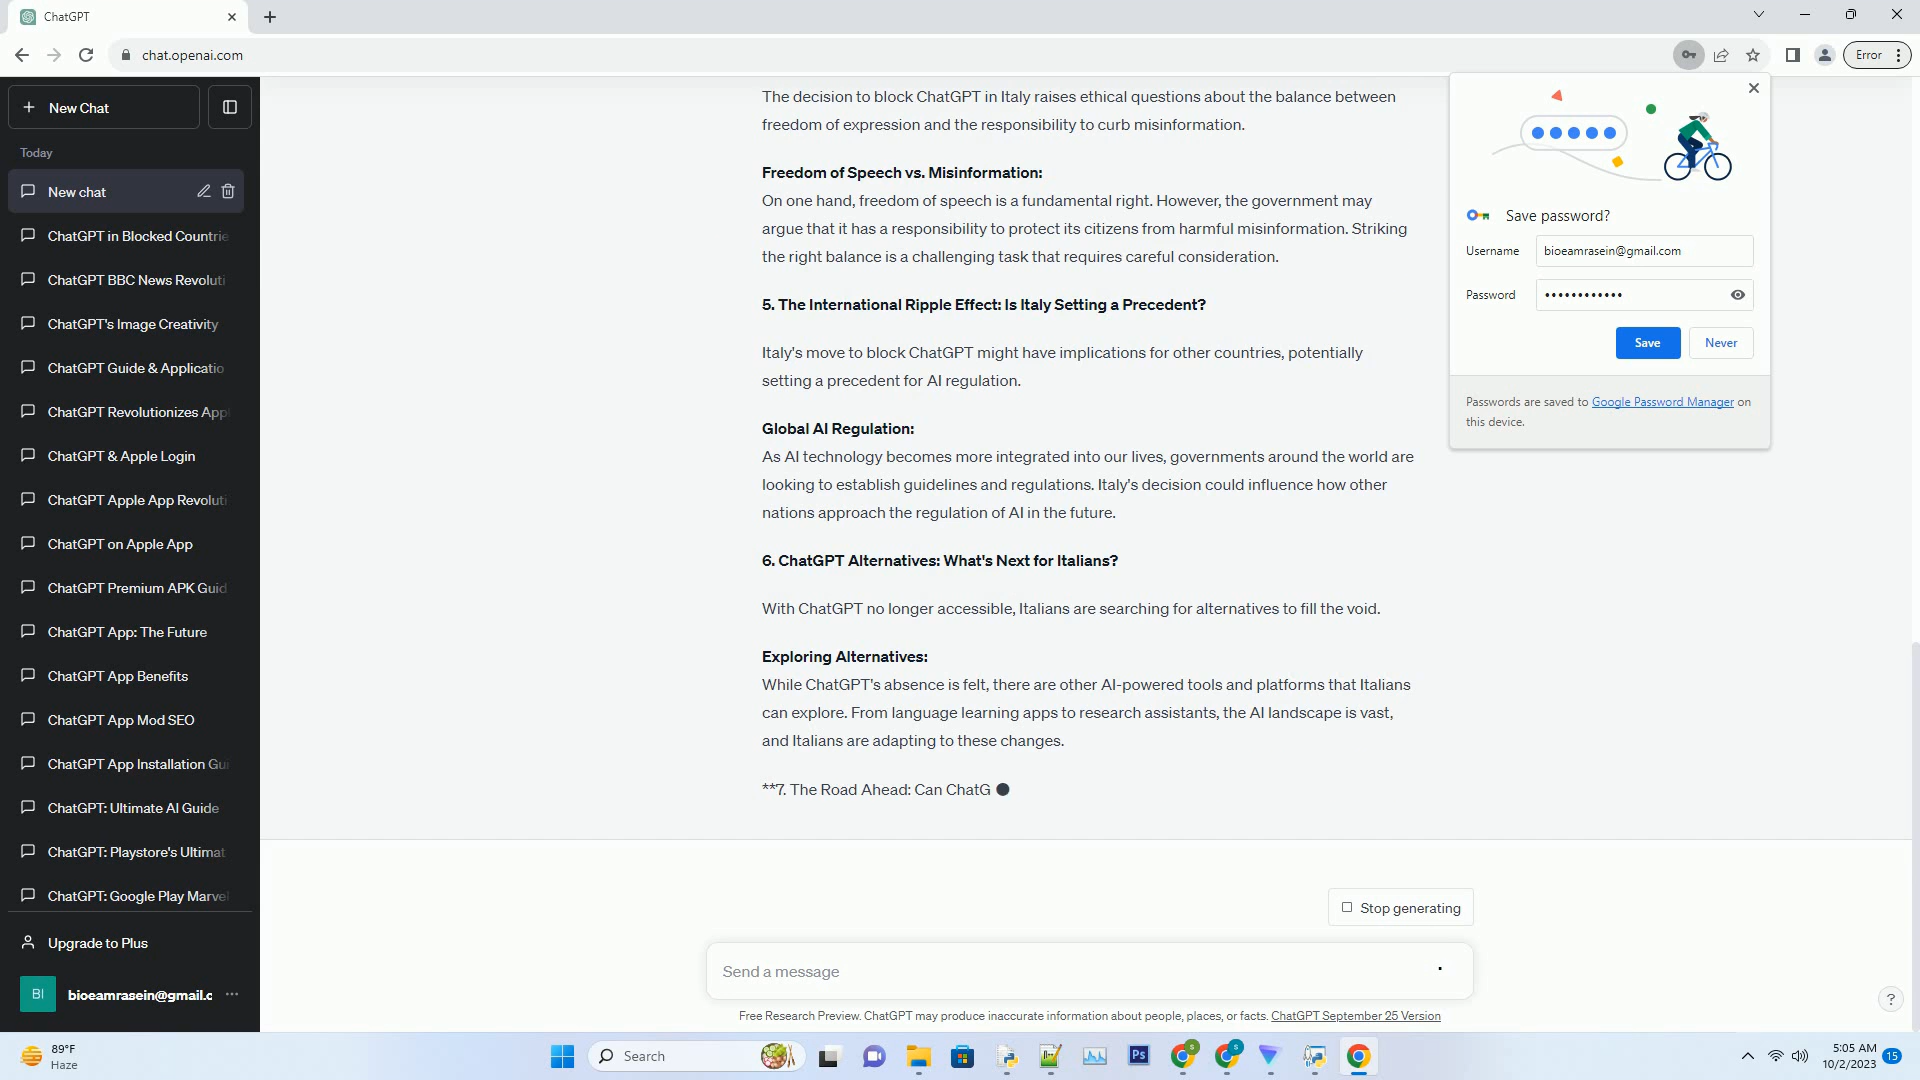 ChatGPT
chat.openai.com
Error
New Chat
Today
New chat
ChatGPT in Blocked Countrie
ChatGPT BBC News Revoluti
ChatGPT's Image Creativity
ChatGPT Guide & Applicatio
ChatGPT Revolutionizes App
ChatGPT & Apple Login
ChatGPT Apple App Revoluti
ChatGPT on Apple App
ChatGPT Premium APK Guid
ChatGPT App: The Future
ChatGPT App Benefits
ChatGPT App Mod SEO
ChatGPT App Installation Gui
ChatGPT: Ultimate AI Guide
ChatGPT: Playstore's Ultimat
ChatGPT: Google Play Marvel
Upgrade to Plus
BI
bioeamrasein@gmail.c
The decision to block ChatGPT in Italy raises ethical questions about the balance between
freedom of expression and the responsibility to curb misinformation.
Freedom of Speech vs. Misinformation:
On one hand, freedom of speech is a fundamental right. However, the government may
argue that it has a responsibility to protect its citizens from harmful misinformation. Striking
the right balance is a challenging task that requires careful consideration.
5. The International Ripple Effect: Is Italy Setting a Precedent?
Italy's move to block ChatGPT might have implications for other countries, potentially
setting a precedent for AI regulation.
Global AI Regulation:
As AI technology becomes more integrated into our lives, governments around the world are
looking to establish guidelines and regulations. Italy's decision could influence how other
nations approach the regulation of AI in the future.
6. ChatGPT Alternatives: What's Next for Italians?
With ChatGPT no longer accessible, Italians are searching for alternatives to fill the void.
Exploring Alternatives:
While ChatGPT's absence is felt, there are other AI-powered tools and platforms that Italians
can explore. From language learning apps to research assistants, the AI landscape is vast,
and Italians are adapting to these changes.
**7. The Road Ahead: Can ChatG
Stop generating
Send a message
Free Research Preview. ChatGPT may produce inaccurate information about people, places, or facts. ChatGPT September 25 Version
?
Save password?
Username
bioeamrasein@gmail.com
Password
••••••••••••
Save
Never
Passwords are saved to Google Password Manager on
this device.
89°F
Haze
Search
Ps
S
S
5:05 AM
10/2/2023
15